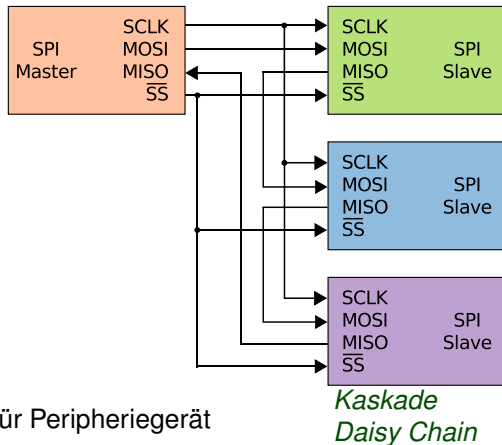 SPI
Master
SCLK
MOSI
MISO
SS
SCLK
MOSI
MISO
SS
SPI
Slave
SCLK
MOSI
MISO
SS
SPI
Slave
SCLK
MOSI
MISO
SS
SPI
Slave
ür Peripheriegerät
Kaskade
Daisy Chain